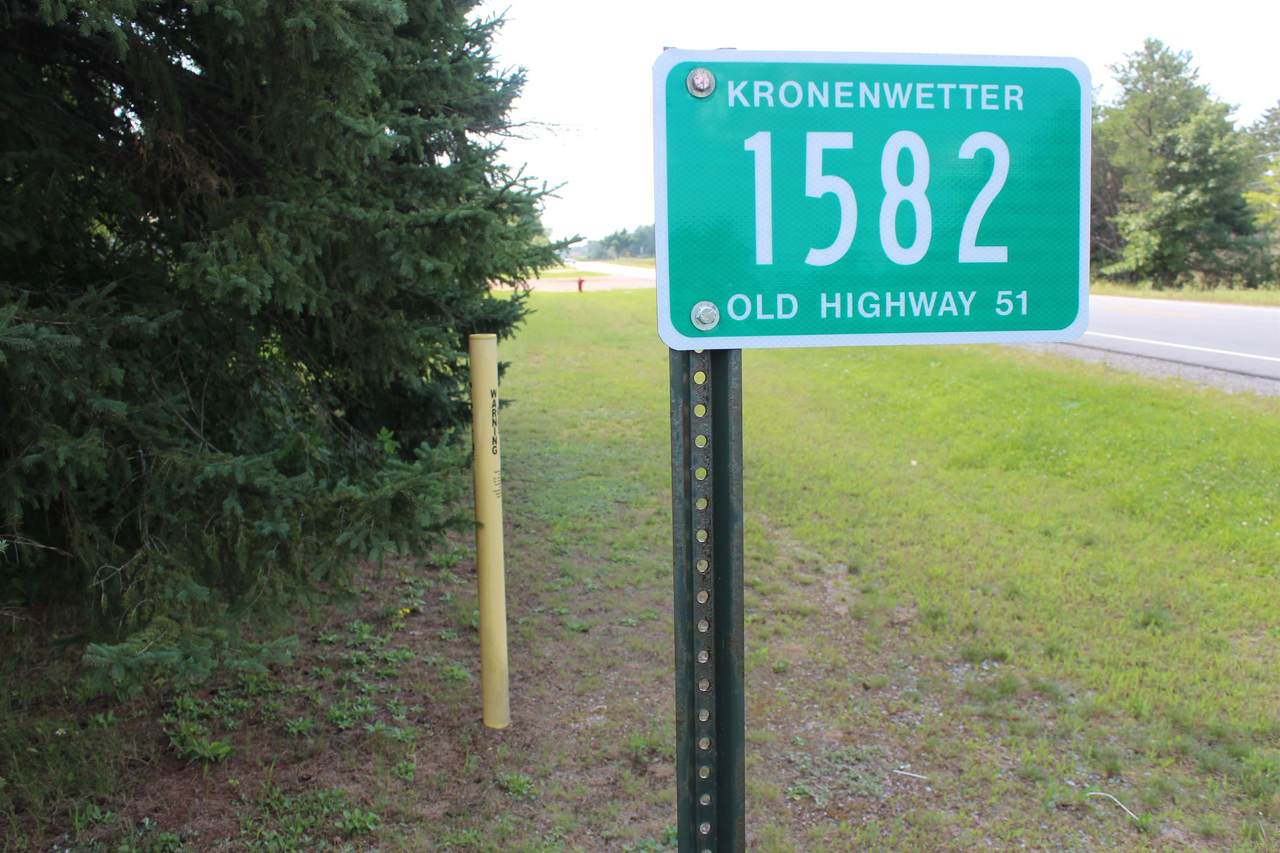 KRONENWETTER
1582
OLD HIGHWAY 51
WARNING